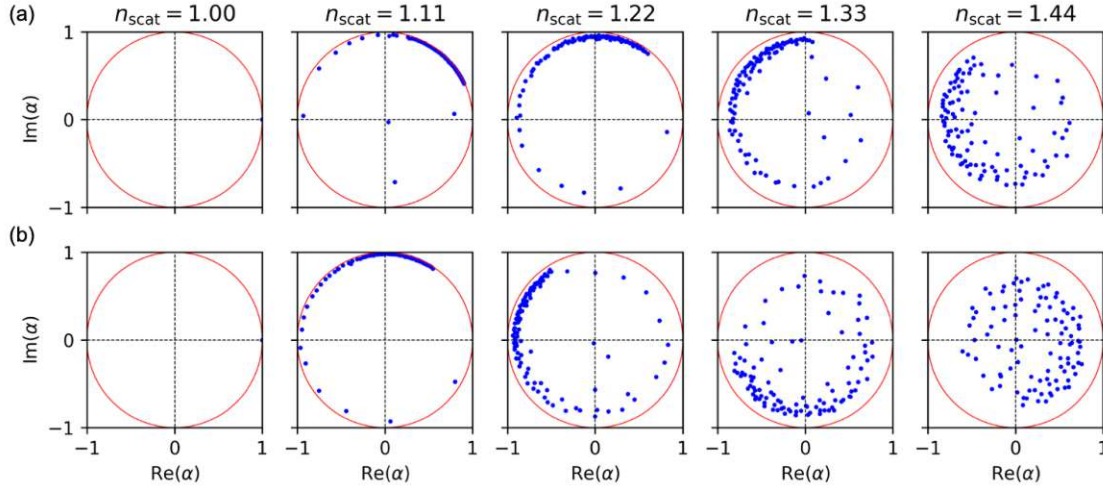 (a)
n_scat = 1.00 n_scat = 1.11 n_scat = 1.22 n_scat = 1.33 n_scat = 1.44
1
Im(α)
0
−1
(b)
1
Im(α)
0
−1
−1 0 1 −1 0 1 −1 0 1 −1 0 1 −1 0 1
Re(α) Re(α) Re(α) Re(α) Re(α)